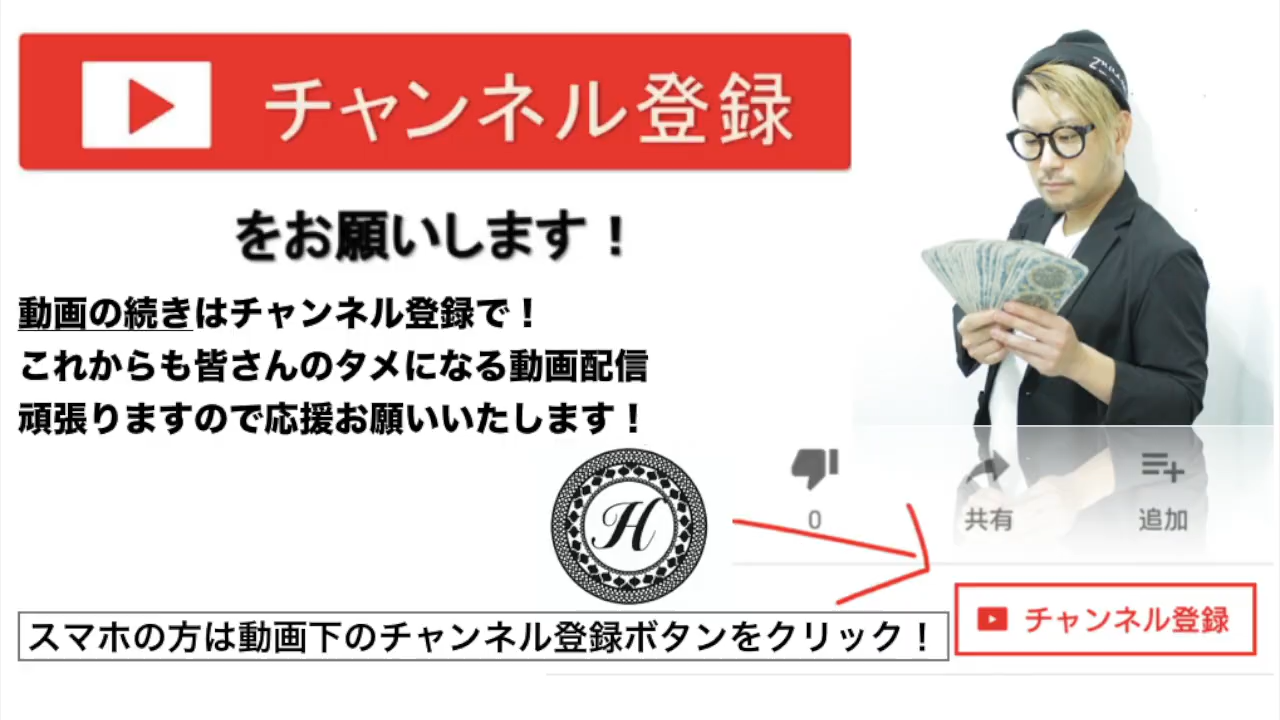 チャンネル登録
をお願いします！
動画の続きはチャンネル登録で！
これからも皆さんのタメになる動画配信
頑張りますので応援お願いいたします！
H
0
共有
追加
チャンネル登録
スマホの方は動画下のチャンネル登録ボタンをクリック！